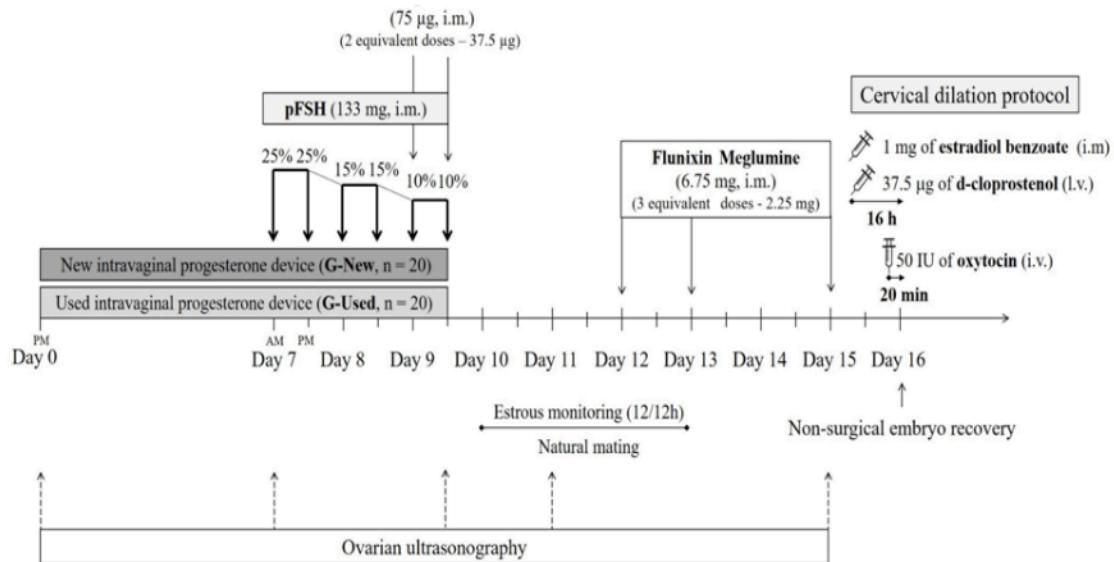 (75 µg, i.m.)
(2 equivalent doses – 37.5 µg)
pFSH (133 mg, i.m.)
25% 25%
15% 15%
10% 10%
Flunixin Meglumine
(6.75 mg, i.m.)
(3 equivalent doses - 2.25 mg)
Cervical dilation protocol
1 mg of estradiol benzoate (i.m)
37.5 µg of d-cloprostenol (l.v.)
16 h
50 IU of oxytocin (i.v.)
20 min
New intravaginal progesterone device (G-New, n = 20)
Used intravaginal progesterone device (G-Used, n = 20)
PM AM PM
Day 0 Day 7 Day 8 Day 9 Day 10 Day 11 Day 12 Day 13 Day 14 Day 15 Day 16
Estrous monitoring (12/12h)
Natural mating
Non-surgical embryo recovery
Ovarian ultrasonography